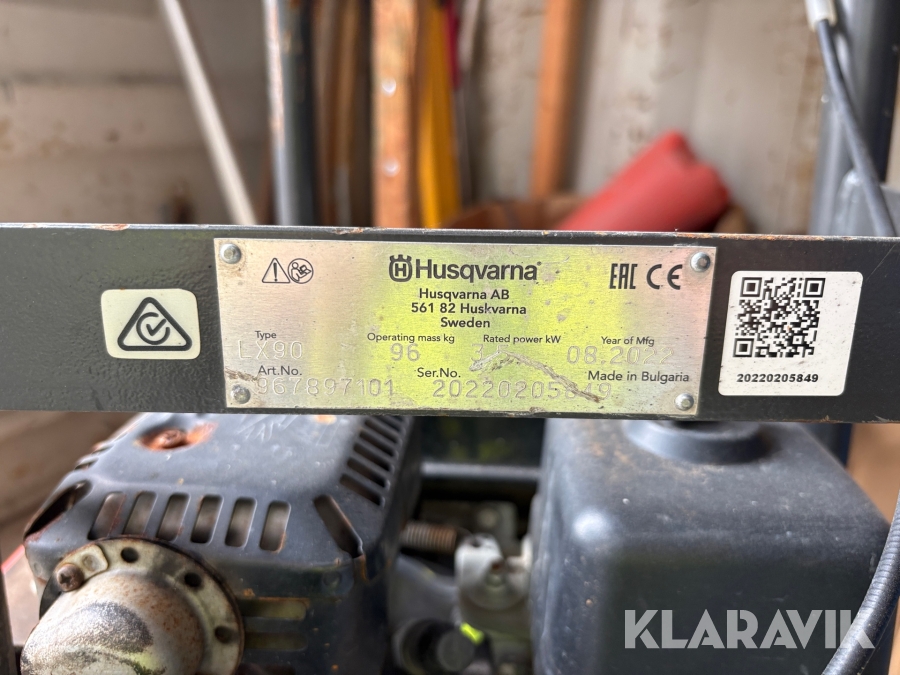 Husqvarna
EAC CE
Husqvarna AB
561 82 Huskvarna
Sweden
Type Operating mass kg Rated power kW Year of Mfg
LX90 96 08.2022
Art.No. Ser.No. Made in Bulgaria
967897101 20220205849
20220205849
KLARAVIK